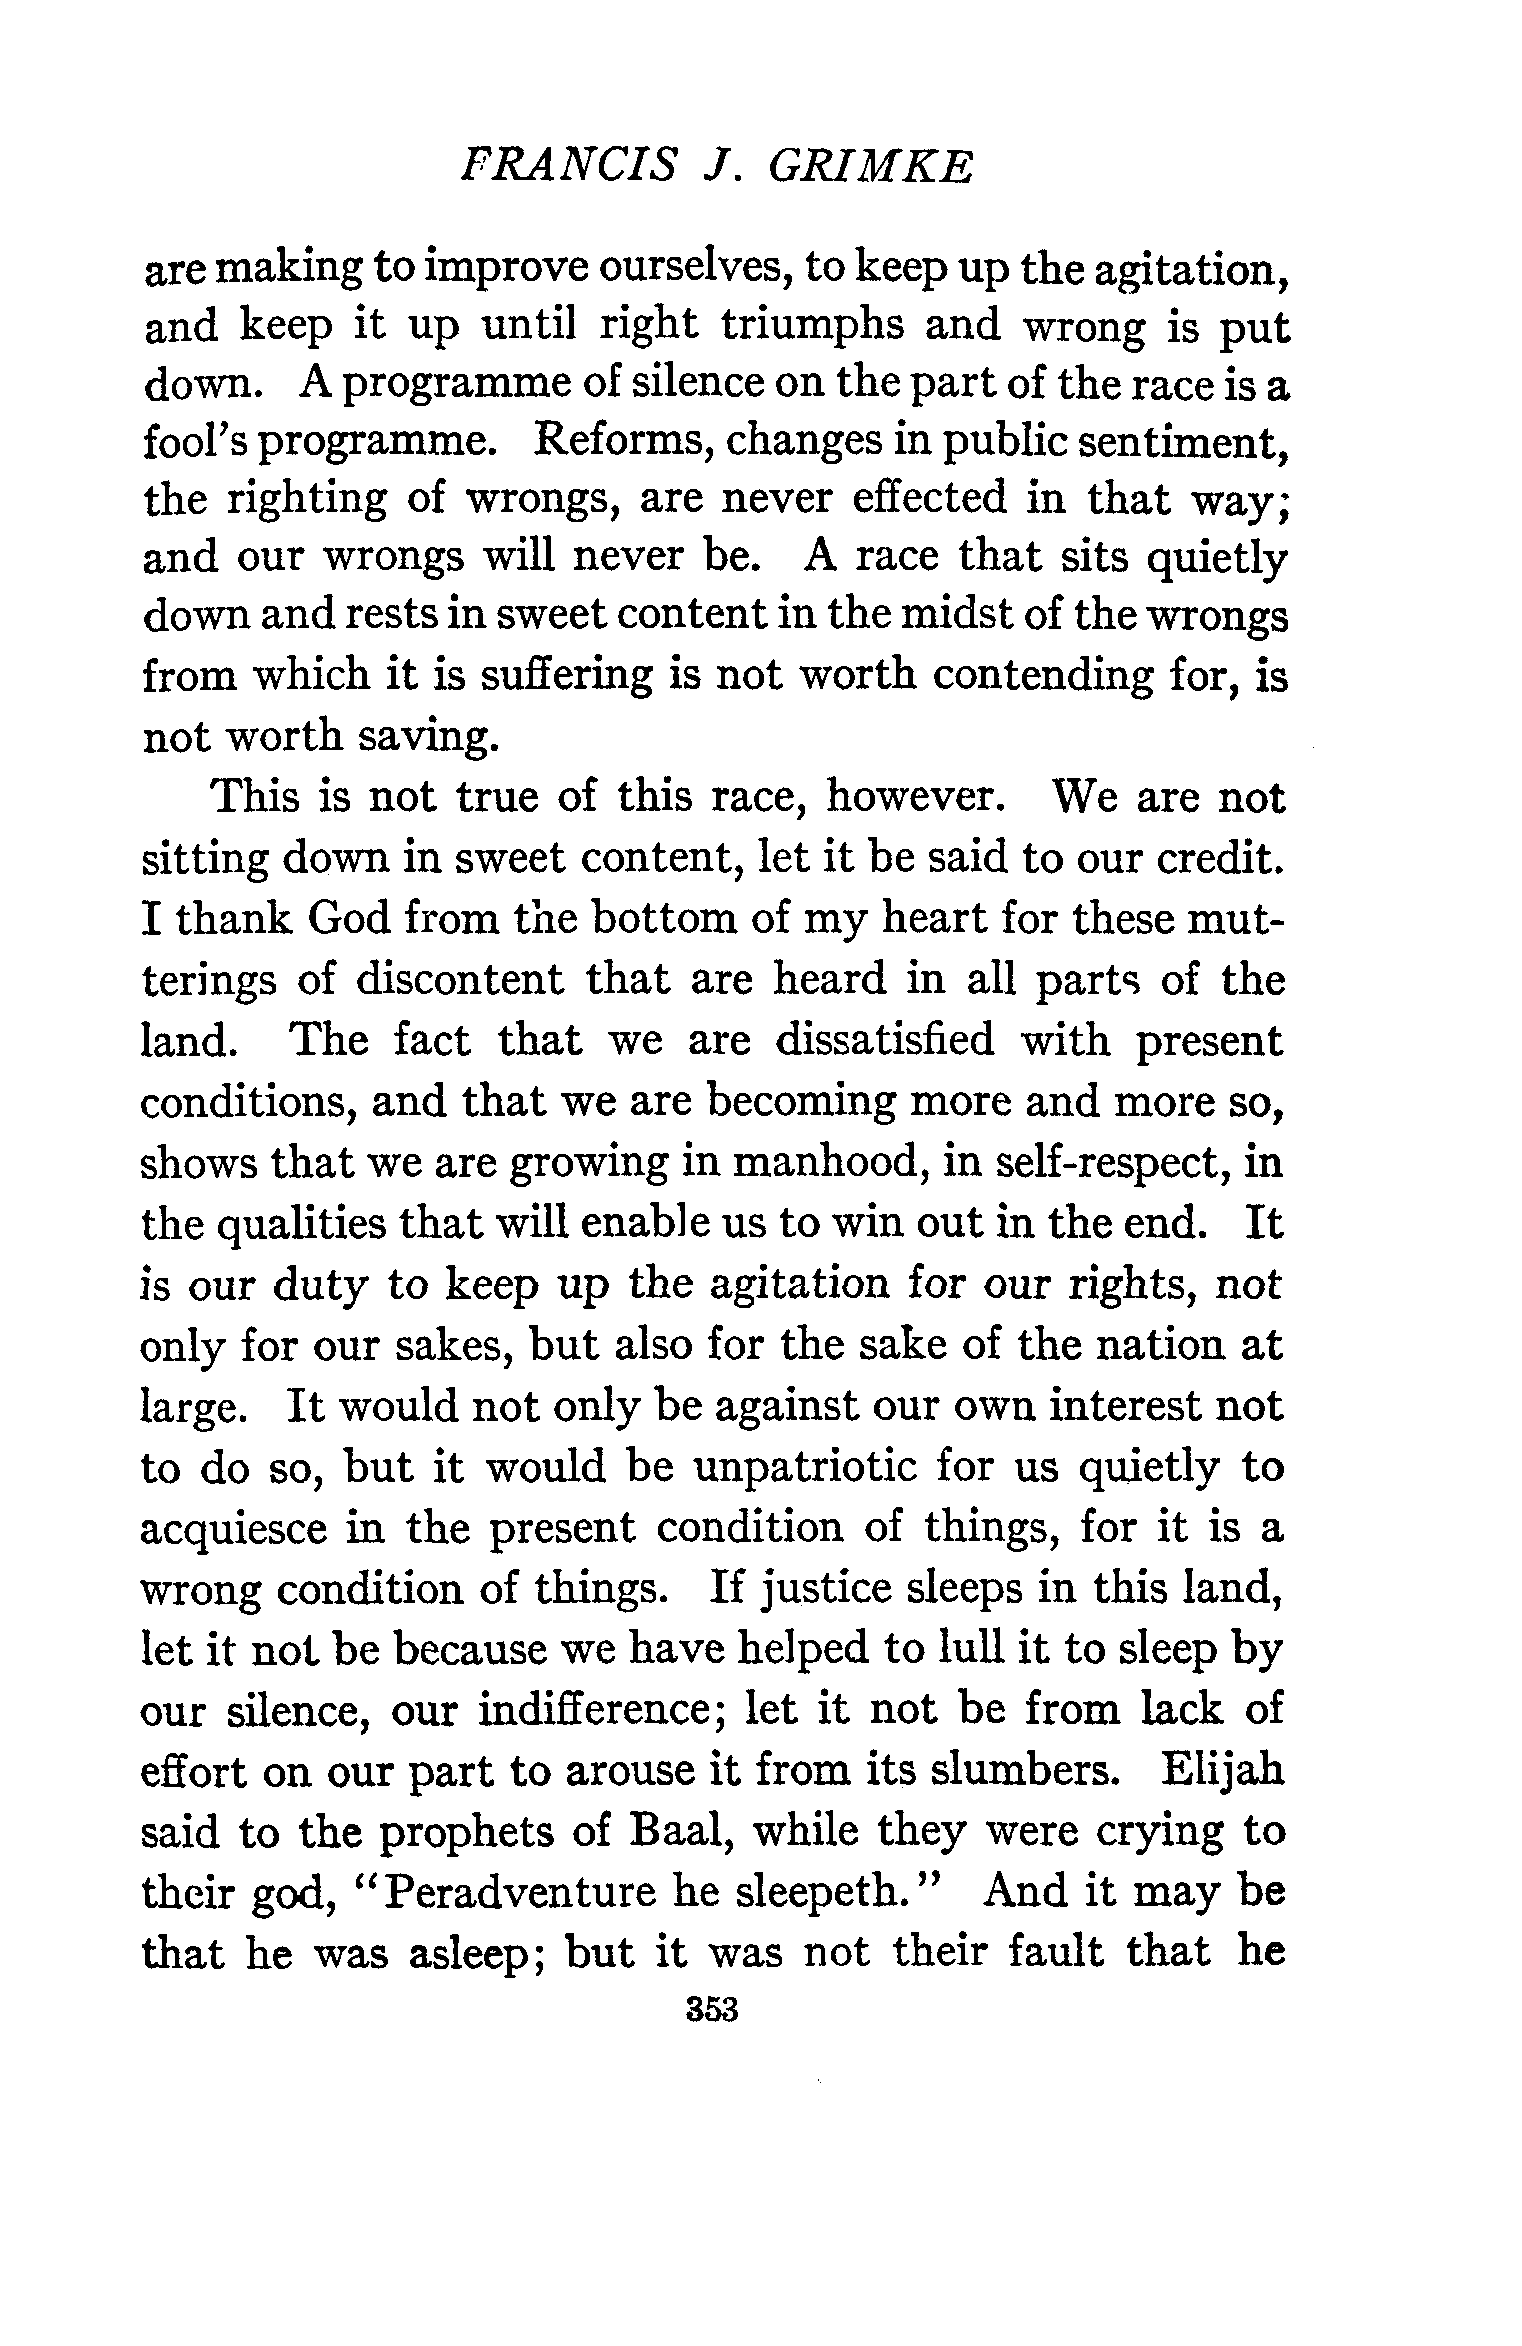 FRANCIS J. GRIMKE
are making to improve ourselves, to keep up the agitation,
and keep it up until right triumphs and wrong is put
down. A programme of silence on the part of the race is a
fool's programme. Reforms, changes in public sentiment,
the righting of wrongs, are never effected in that way;
and our wrongs will never be. A race that sits quietly
down and rests in sweet content in the midst of the wrongs
from which it is suffering is not worth contending for, is
not worth saving.
This is not true of this race, however. We are not
sitting down in sweet content, let it be said to our credit.
I thank God from the bottom of my heart for these mut-
terings of discontent that are heard in all parts of the
land. The fact that we are dissatisfied with present
conditions, and that we are becoming more and more so,
shows that we are growing in manhood, in self-respect, in
the qualities that will enable us to win out in the end. It
is our duty to keep up the agitation for our rights, not
only for our sakes, but also for the sake of the nation at
large. It would not only be against our own interest not
to do so, but it would be unpatriotic for us quietly to
acquiesce in the present condition of things, for it is a
wrong condition of things. If justice sleeps in this land,
let it not be because we have helped to lull it to sleep by
our silence, our indifference; let it not be from lack of
effort on our part to arouse it from its slumbers. Elijah
said to the prophets of Baal, while they were crying to
their god, "Peradventure he sleepeth." And it may be
that he was asleep; but it was not their fault that he
353